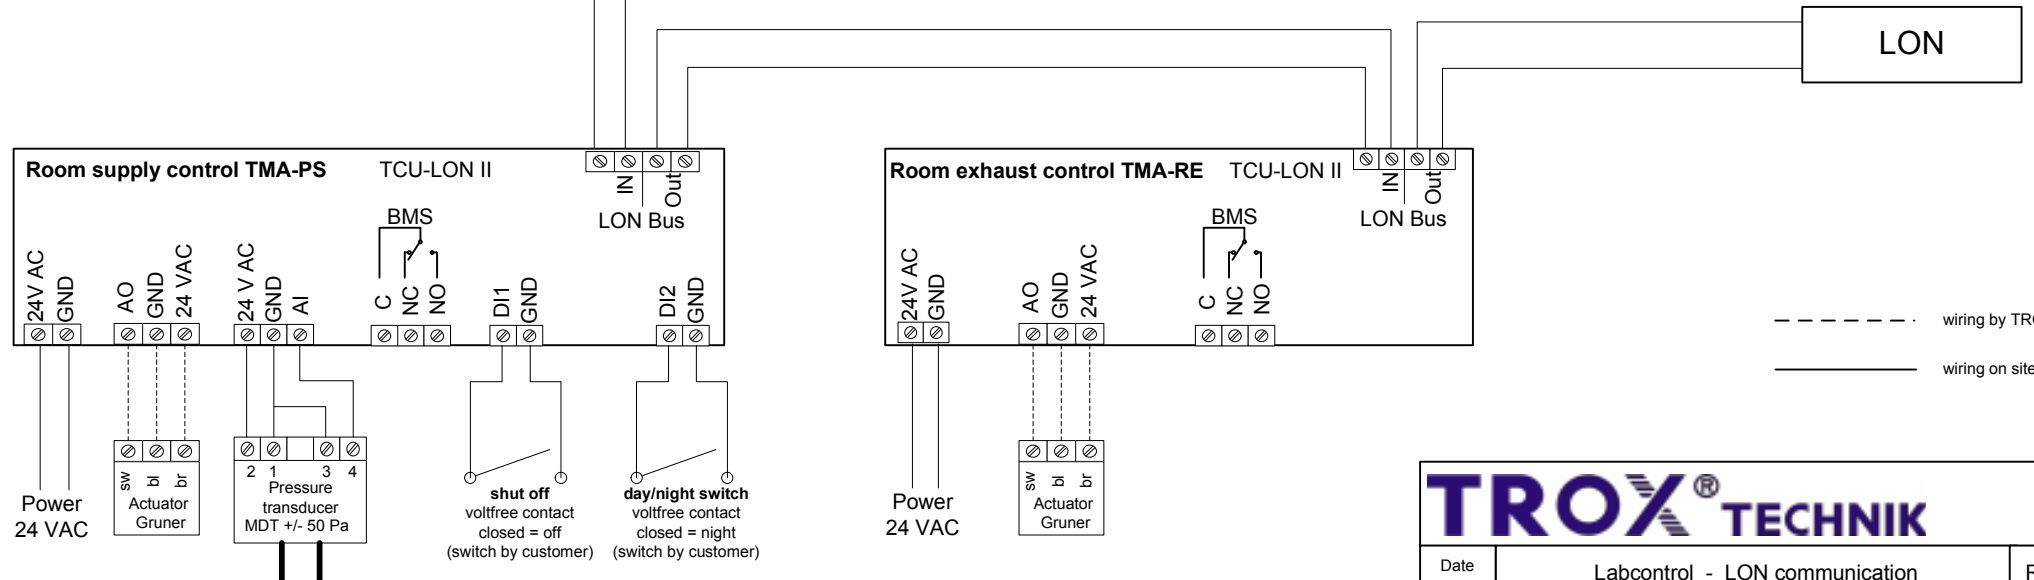 LON
Room supply control TMA-PS TCU-LON II
IN
Out
LON Bus
BMS
24V AC
GND
AO
GND
24 VAC
24 V AC
GND
AI
C
NC
NO
DI1
GND
DI2
GND
Power
24 VAC
sw
bl
br
Actuator
Gruner
2 1 3 4
Pressure
transducer
MDT +/- 50 Pa
shut off
voltfree contact
closed = off
(switch by customer)
day/night switch
voltfree contact
closed = night
(switch by customer)
Room exhaust control TMA-RE TCU-LON II
IN
Out
LON Bus
BMS
24V AC
GND
AO
GND
24 VAC
C
NC
NO
Power
24 VAC
sw
bl
br
Actuator
Gruner
wiring by
wiring on site
TROX® TECHNIK
Date
Labcontrol - LON communication